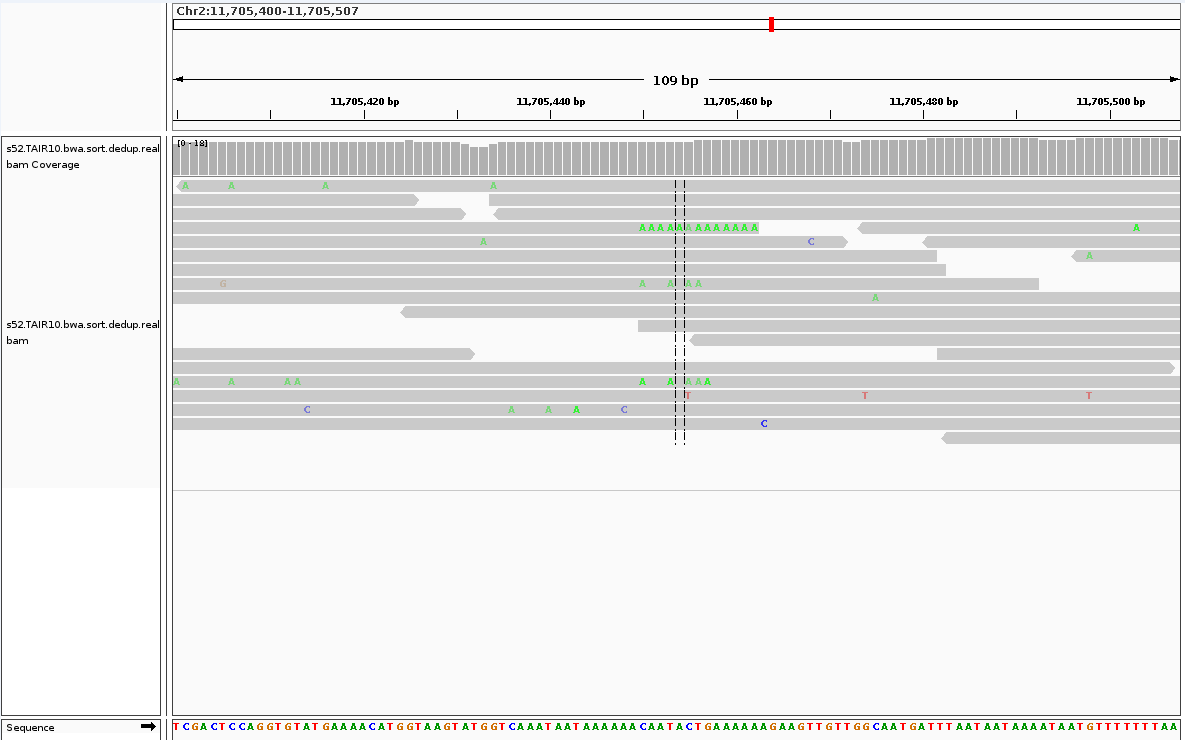 Chr2:11,705,400-11,705,507
109 bp
11,705,420 bp 11,705,440 bp 11,705,460 bp 11,705,480 bp 11,705,500 bp
s52.TAIR10.bwa.sort.dedup.real
bam Coverage
[0 - 18]
A A A A
A A A A A A A A A A A A A A
A C
A
G A A A A
A
s52.TAIR10.bwa.sort.dedup.real
bam
A A A A A A A A A
T T T
C A A A C
C
Sequence
T C G A C T C C A G G T G T A T G A A A A C A T G G T A A G T A T G G T C A A A T A A T A A A A A A C A A T A C T G A A A A A A G A A G T T G T T G G C A A T G A T T T A A T A A T A A A A T A A T G T T T T T T T A A